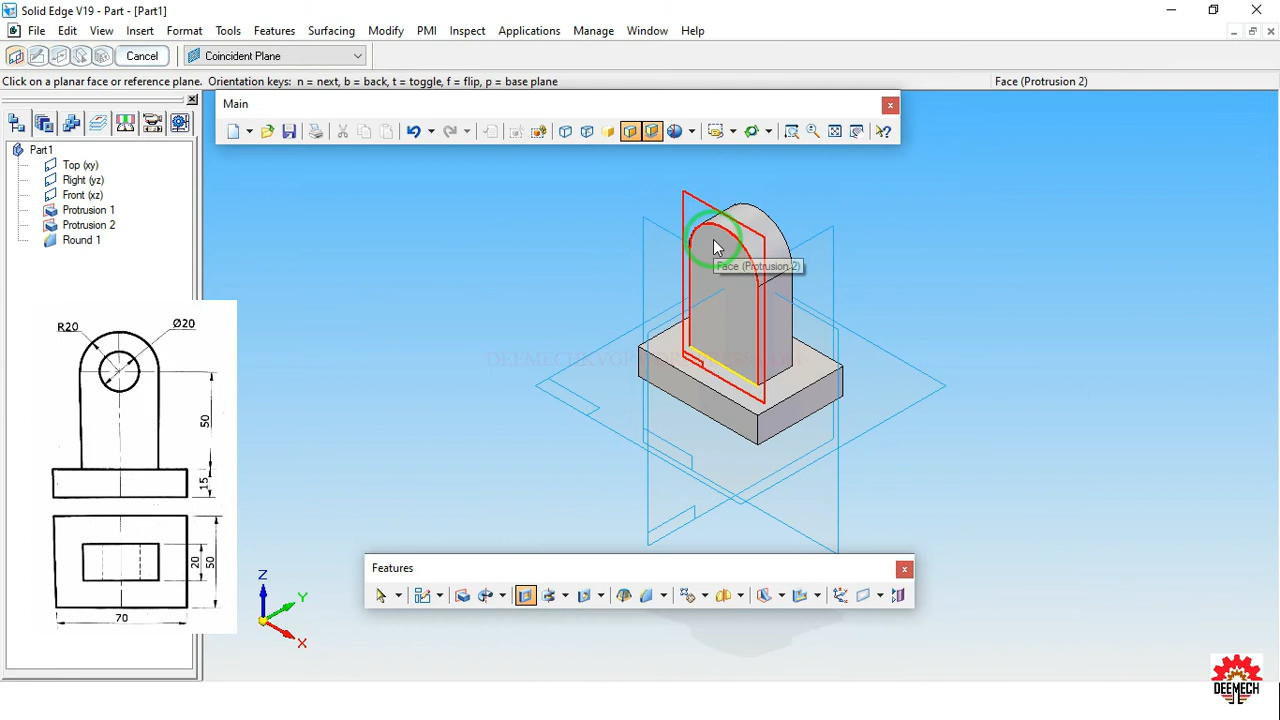 Solid Edge V19 - Part - [Part1]
File Edit View Insert Format Tools Features Surfacing Modify PMI Inspect Applications Manage Window Help
Cancel Coincident Plane
Click on a planar face or reference plane. Orientation keys: n = next, b = back, t = toggle, f = flip, p = base plane
Face (Protrusion 2)
Main
Part1
Top (xy)
Right (yz)
Front (xz)
Protrusion 1
Protrusion 2
Round 1
Face (Protrusion 2)
R20
Ø20
50
15
20
50
70
Z
Y
X
Features
DEEMECH